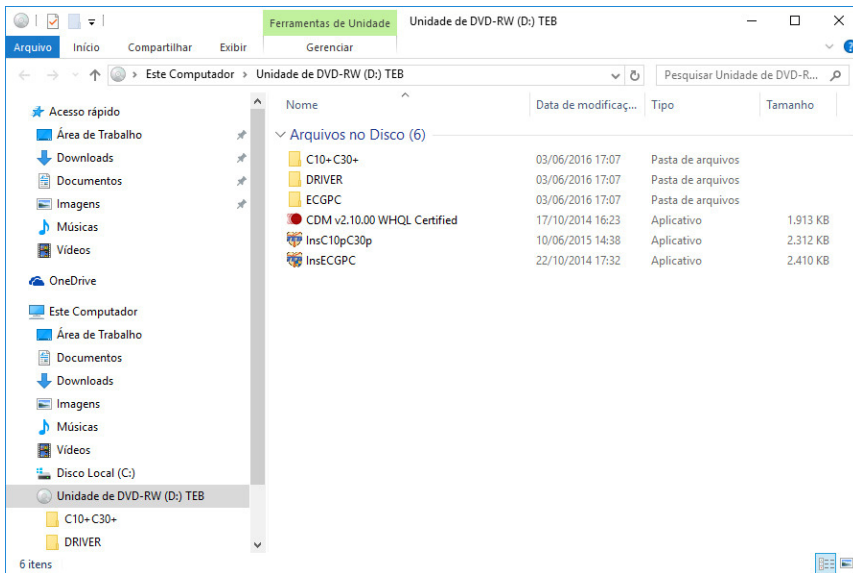 Ferramentas de Unidade
Unidade de DVD-RW (D:) TEB
Arquivo Início Compartilhar Exibir Gerenciar
Este Computador > Unidade de DVD-RW (D:) TEB
Pesquisar Unidade de DVD-R...
Nome Data de modificaç... Tipo Tamanho
Acesso rápido
Área de Trabalho
Downloads
Documentos
Imagens
Músicas
Vídeos
OneDrive
Este Computador
Área de Trabalho
Documentos
Downloads
Imagens
Músicas
Vídeos
Disco Local (C:)
Unidade de DVD-RW (D:) TEB
C10+C30+
DRIVER
Arquivos no Disco (6)
C10+C30+ 03/06/2016 17:07 Pasta de arquivos
DRIVER 03/06/2016 17:07 Pasta de arquivos
ECGPC 03/06/2016 17:07 Pasta de arquivos
CDM v2.10.00 WHQL Certified 17/10/2014 16:23 Aplicativo 1.913 KB
InsC10pC30p 10/06/2015 14:38 Aplicativo 2.312 KB
InsECGPC 22/10/2014 17:32 Aplicativo 2.410 KB
6 itens